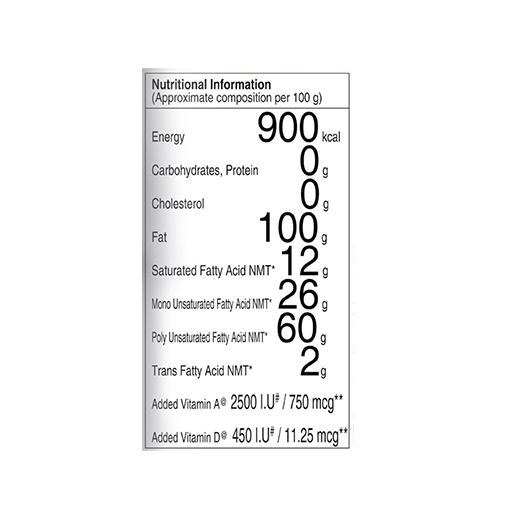 Nutritional Information
(Approximate composition per 100 g)
Energy 900 kcal
Carbohydrates, Protein 0 g
Cholesterol 0 g
Fat 100 g
Saturated Fatty Acid NMT* 12 g
Mono Unsaturated Fatty Acid NMT* 26 g
Poly Unsaturated Fatty Acid NMT* 60 g
Trans Fatty Acid NMT* 2 g
Added Vitamin A@ 2500 I.U# / 750 mcg**
Added Vitamin D@ 450 I.U# / 11.25 mcg**